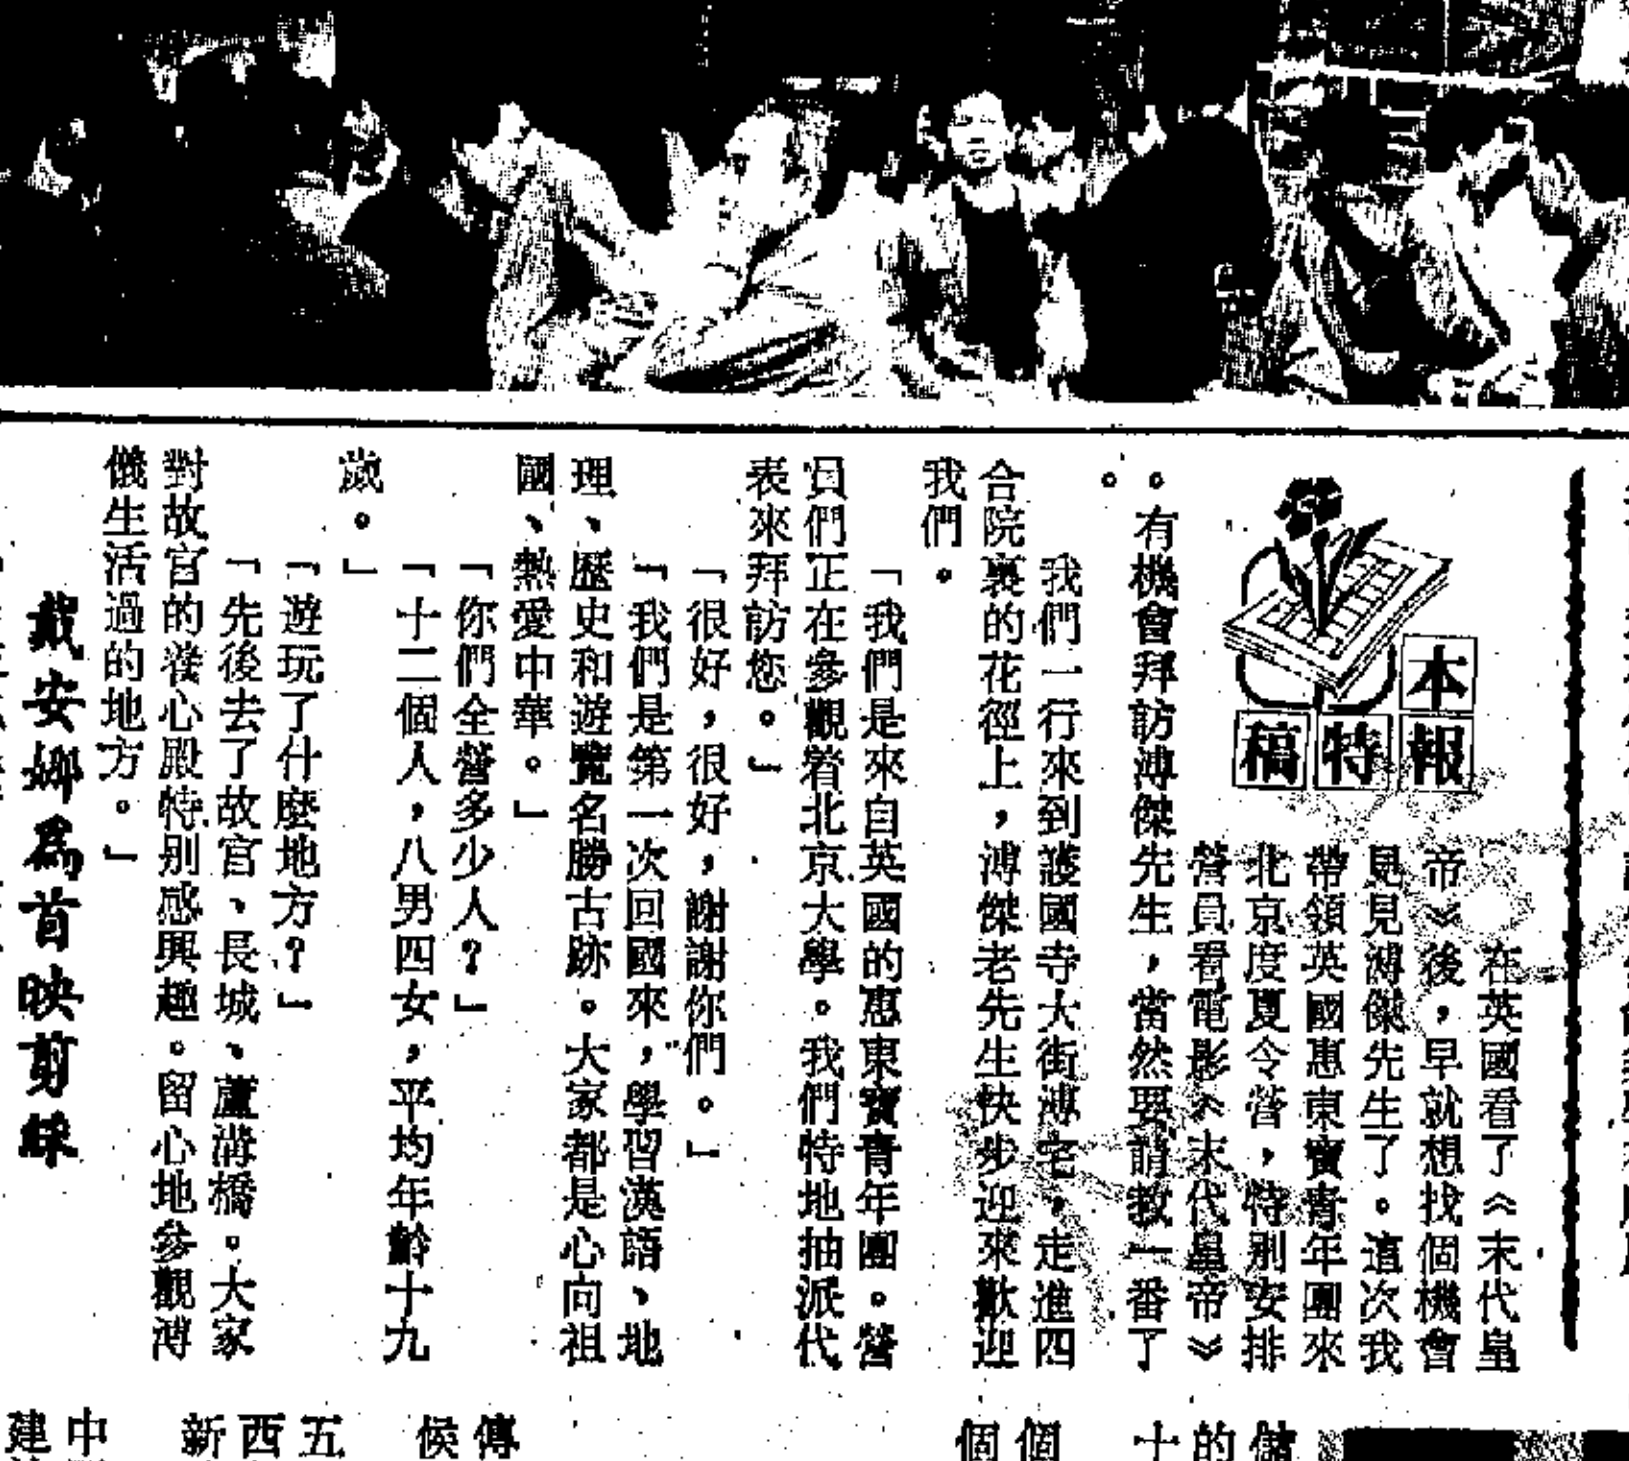 本報
特稿
在英國看了《末代皇
帝》後，早就想找個機會
見見溥傑先生了。這次我
帶領英國惠東寶青年團來
北京度夏令營，特別安排
營員看電影《末代皇帝》
。有機會拜訪溥傑先生，當然要請教一番了
。
我們一行來到護國寺大街溥宅，走進四
合院裏的花徑上，溥傑老先生快步迎來歡迎
我們。
「我們是來自英國的惠東寶青年團。營
員們正在參觀着北京大學。我們特地抽派代
表來拜訪您。」
「很好，很好，謝謝你們。」
「我們是第一次回國來，學習漢語、地
理、歷史和遊覽名勝古跡。大家都是心向祖
國、熱愛中華。」
「你們全營多少人？」
「十二個人，八男四女，平均年齡十九
歲。」
「遊玩了什麼地方？」
「先後去了故宮、長城、蘆溝橋。大家
對故宮的養心殿特別感興趣。留心地參觀溥
儀生活過的地方。」
戴安娜為首映剪綵
儲
的
十
個
個
傳
侯
五
西
新
中
建